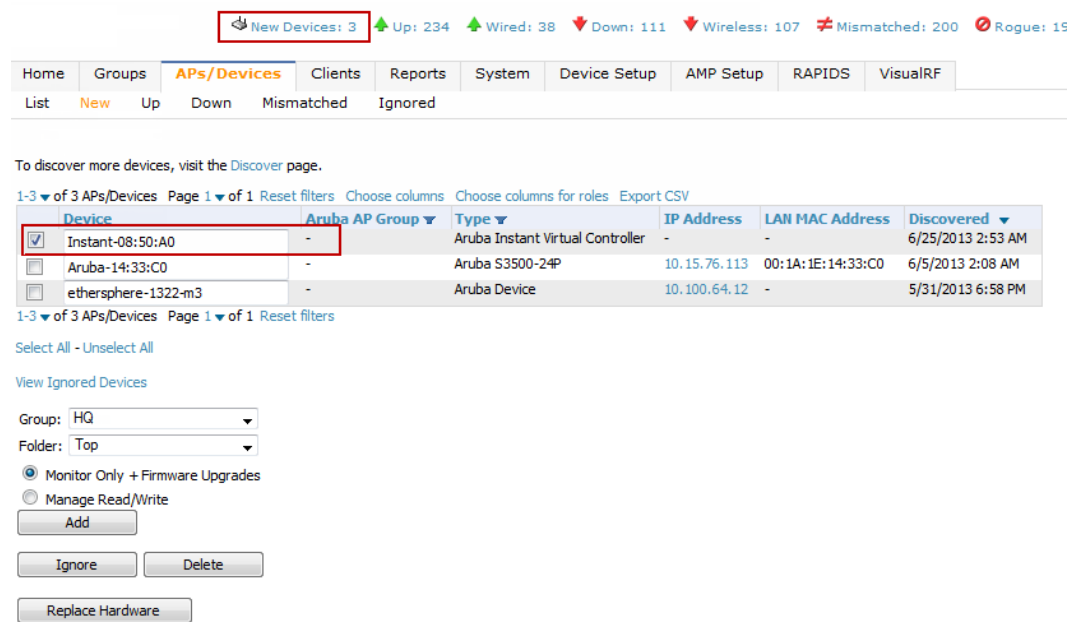 New Devices: 3 Up: 234 Wired: 38 Down: 111 Wireless: 107 Mismatched: 200 Rogue: 19
Home Groups APs/Devices Clients Reports System Device Setup AMP Setup RAPIDS VisualRF
List New Up Down Mismatched Ignored
To discover more devices, visit the Discover page.
1-3 of 3 APs/Devices Page 1 of 1 Reset filters Choose columns Choose columns for roles Export CSV
Device Aruba AP Group Type IP Address LAN MAC Address Discovered
Instant-08:50:A0 - Aruba Instant Virtual Controller - - 6/25/2013 2:53 AM
Aruba-14:33:C0 - Aruba S3500-24P 10.15.76.113 00:1A:1E:14:33:C0 6/5/2013 2:08 AM
ethersphere-1322-m3 - Aruba Device 10.100.64.12 - 5/31/2013 6:58 PM
1-3 of 3 APs/Devices Page 1 of 1 Reset filters
Select All - Unselect All
View Ignored Devices
Group: HQ
Folder: Top
Monitor Only + Firmware Upgrades
Manage Read/Write
Add
Ignore Delete
Replace Hardware